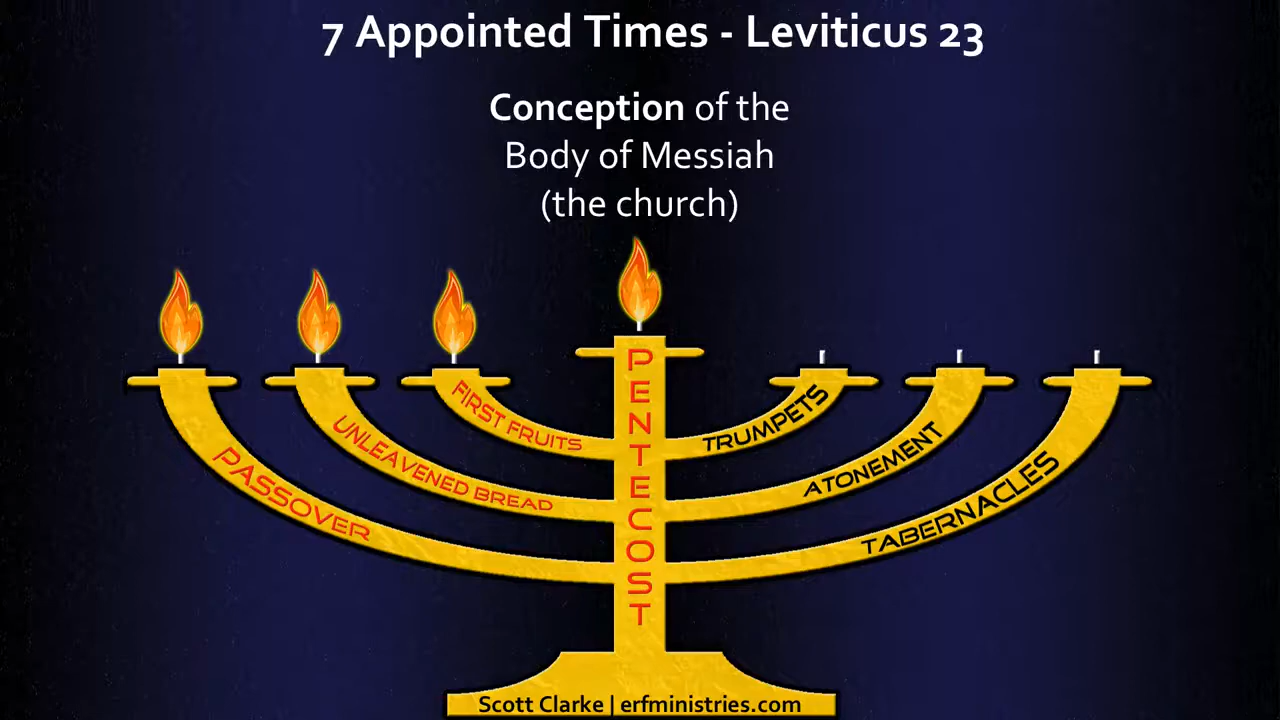 7 Appointed Times - Leviticus 23
Conception of the
Body of Messiah
(the church)
PASSOVER
UNLEAVENED BREAD
FIRST FRUITS
PENTECOST
TRUMPETS
ATONEMENT
TABERNACLES
Scott Clarke | erfministries.com